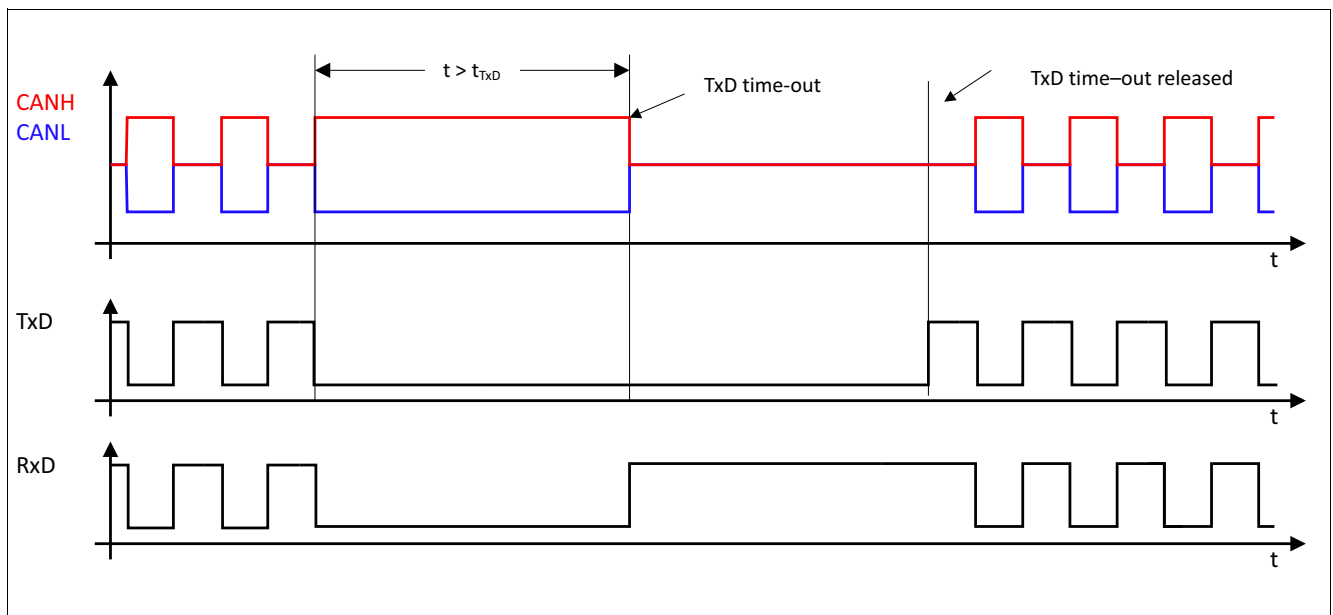 t > tTxD
TxD time-out
TxD time–out released
CANH
CANL
t
TxD
t
RxD
t